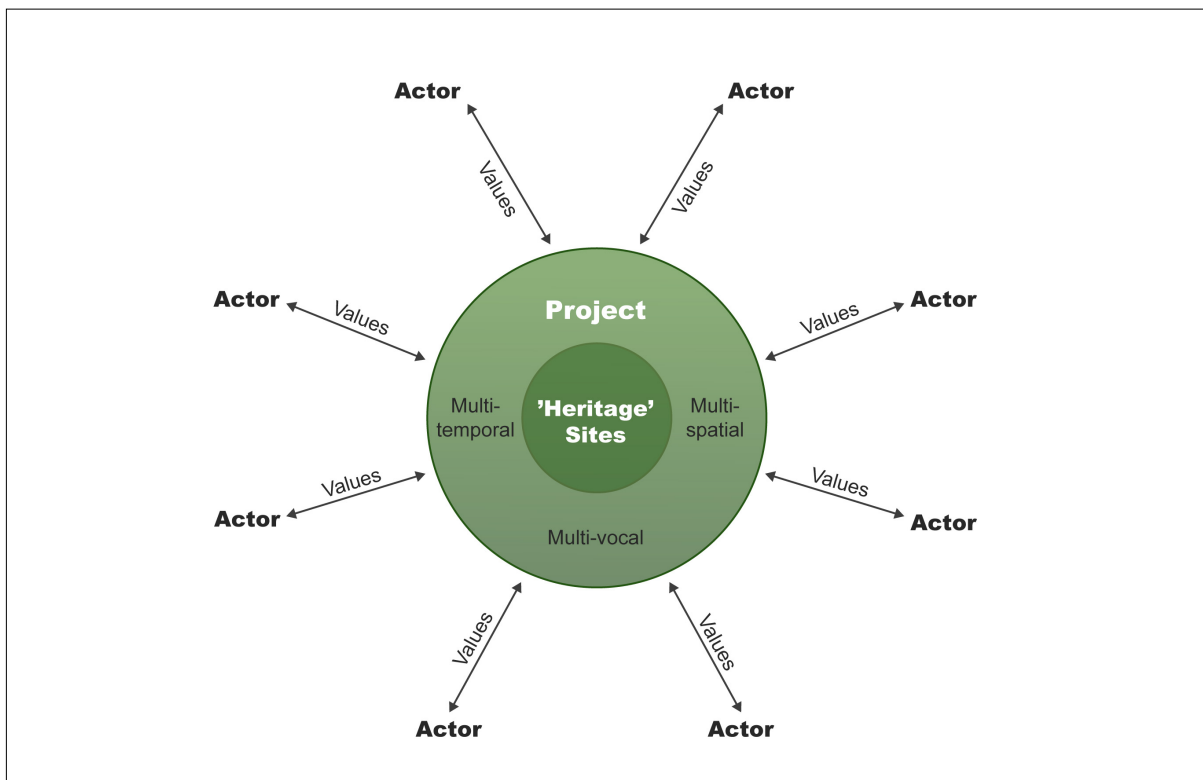 Actor
Actor
Values
Values
Actor
Values
Project
Values
Actor
Multi-
temporal
’Heritage’
Sites
Multi-
spatial
Actor
Values
Multi-vocal
Values
Actor
Values
Values
Actor
Actor